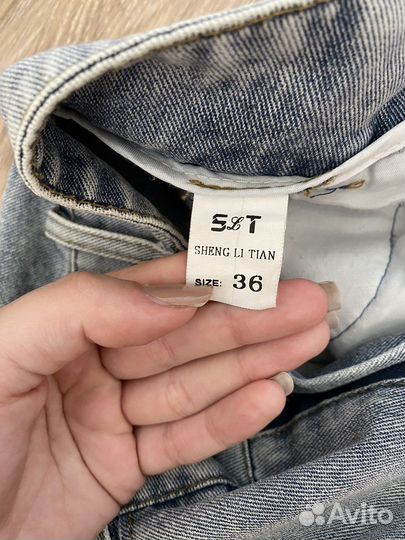 SLT
SHENG LI TIAN
SIZE: 36
Avito